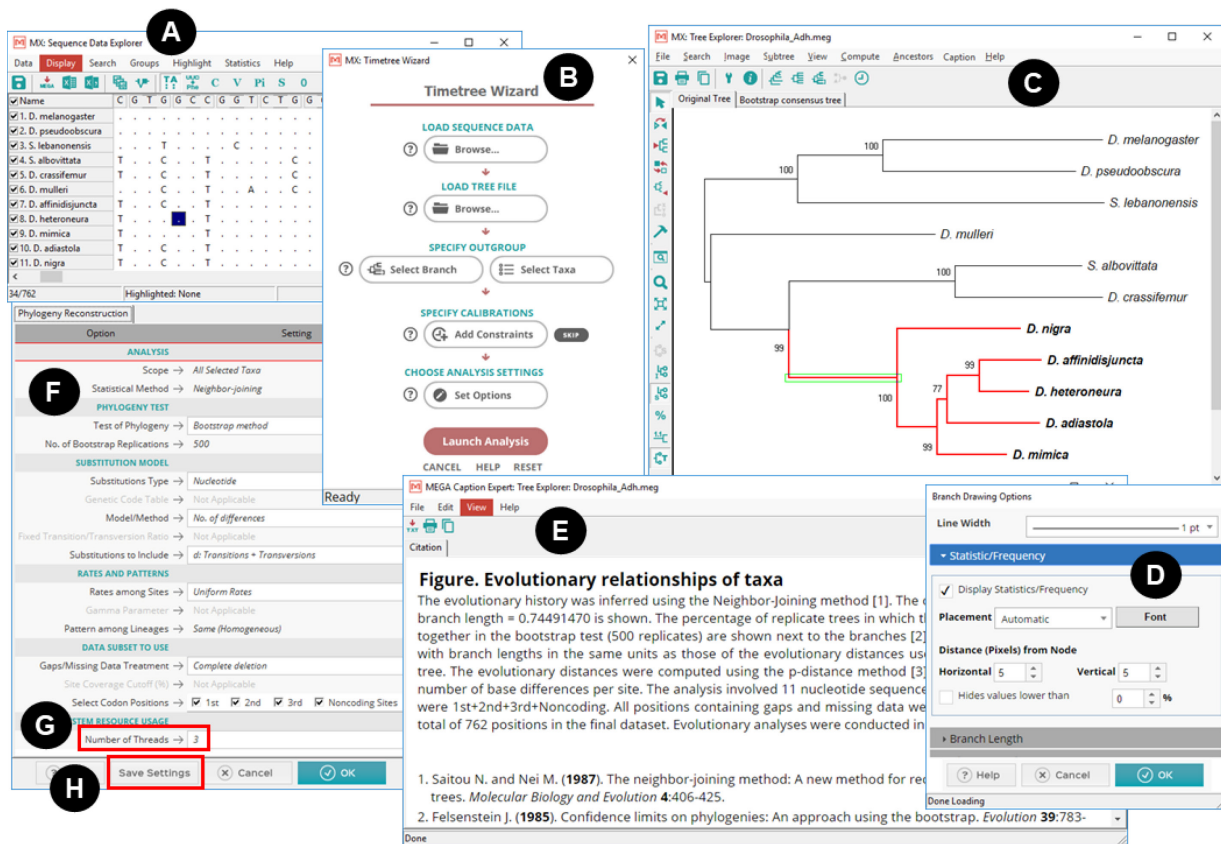 A
MX: Sequence Data Explorer
Data Display Search Groups Highlight Statistics Help
Name C G T G G C C G G T C T G G
1. D. melanogaster . . . . . . . . . . . . . .
2. D. pseudoobscura . . . . . . . . . . . . . .
3. S. lebanonensis . . . T . . . . C . . . . .
4. S. albovittata T . . C . . T . . . . . G .
5. D. crassifemur T . . C . . T . . . . . G .
6. D. mulleri . . . C . . T . . A . . C .
7. D. affinidisjuncta T . . C . . T . . . . . . .
8. D. heteroneura T . . . . . T . . . . . . .
9. D. mimica T . . . . . T . . . . . . .
10. D. adiastola T . . C . . T . . . . . . .
11. D. nigra T . . C . . T . . . . . . .
34/762 Highlighted: None
B
MX: Timetree Wizard
Timetree Wizard
LOAD SEQUENCE DATA
Browse...
LOAD TREE FILE
Browse...
SPECIFY OUTGROUP
Select Branch Select Taxa
SPECIFY CALIBRATIONS
Add Constraints SKIP
CHOOSE ANALYSIS SETTINGS
Set Options
Launch Analysis
CANCEL HELP RESET
Ready
C
MX: Tree Explorer: Drosophila_Adh.meg
File Search Image Subtree View Compute Ancestors Caption Help
Original Tree Bootstrap consensus tree
D. melanogaster
100
D. pseudoobscura
100
S. lebanonensis
D. mulleri
S. albovittata
100
D. crassifemur
D. nigra
99
D. affinidisjuncta
99
D. heteroneura
77
100
D. adiastola
99
D. mimica
F
Phylogeny Reconstruction
Option Setting
ANALYSIS
Scope → All Selected Taxa
Statistical Method → Neighbor-joining
PHYLOGENY TEST
Test of Phylogeny → Bootstrap method
No. of Bootstrap Replications → 500
SUBSTITUTION MODEL
Substitutions Type → Nucleotide
Genetic Code Table → Not Applicable
Model/Method → No. of differences
Fixed Transition/Transversion Ratio → Not Applicable
Substitutions to Include → d: Transitions + Transversions
RATES AND PATTERNS
Rates among Sites → Uniform Rates
Gamma Parameter → Not Applicable
Pattern among Lineages → Same (Homogeneous)
DATA SUBSET TO USE
Gaps/Missing Data Treatment → Complete deletion
Site Coverage Cutoff (%) → Not Applicable
Select Codon Positions → 1st 2nd 3rd Noncoding Sites
G
STEM RESOURCE USAGE
Number of Threads → 3
H
Save Settings Cancel OK
E
MEGA Caption Expert: Tree Explorer: Drosophila_Adh.meg
File Edit View Help
Citation
Figure. Evolutionary relationships of taxa
The evolutionary history was inferred using the Neighbor-Joining method [1]. The
branch length = 0.74491470 is shown. The percentage of replicate trees in which th
together in the bootstrap test (500 replicates) are shown next to the branches [2]
with branch lengths in the same units as those of the evolutionary distances use
tree. The evolutionary distances were computed using the p-distance method [3]
number of base differences per site. The analysis involved 11 nucleotide sequence
were 1st+2nd+3rd+Noncoding. All positions containing gaps and missing data we
total of 762 positions in the final dataset. Evolutionary analyses were conducted in
1. Saitou N. and Nei M. (1987). The neighbor-joining method: A new method for rec
trees. Molecular Biology and Evolution 4:406-425.
2. Felsenstein J. (1985). Confidence limits on phylogenies: An approach using the bootstrap. Evolution 39:783-
Done
D
Branch Drawing Options
Line Width 1 pt
Statistic/Frequency
Display Statistics/Frequency
Placement Automatic Font
Distance (Pixels) from Node
Horizontal 5 Vertical 5
Hides values lower than 0 %
Branch Length
Help Cancel OK
Done Loading